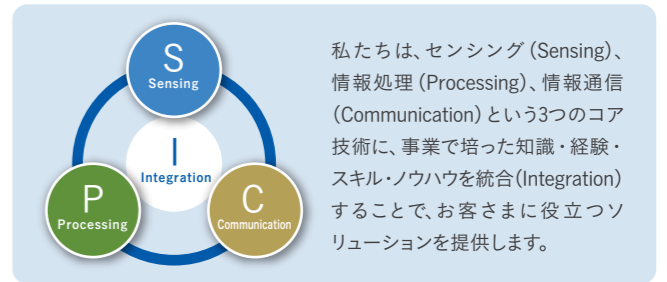 S
Sensing
I
Integration
P
Processing
C
Communication
私たちは、センシング (Sensing)、
情報処理 (Processing)、情報通信
(Communication) という3つのコア
技術に、事業で培った知識・経験・
スキル・ノウハウを統合(Integration)
することで、お客さまに役立つソ
リューションを提供します。